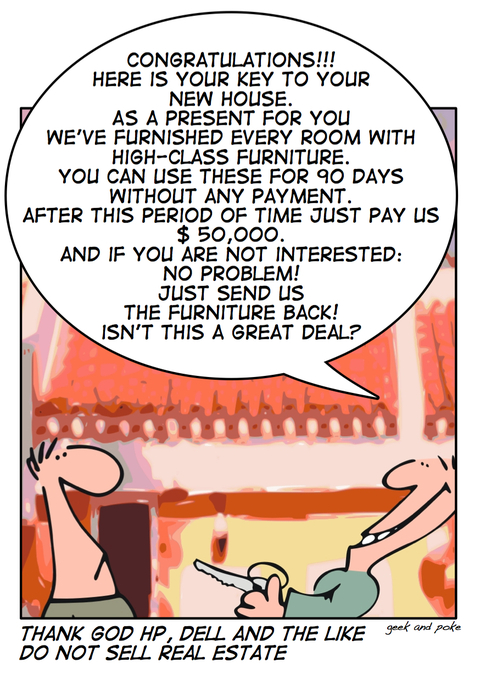 CONGRATULATIONS!!!
HERE IS YOUR KEY TO YOUR
NEW HOUSE.
AS A PRESENT FOR YOU
WE'VE FURNISHED EVERY ROOM WITH
HIGH-CLASS FURNITURE.
YOU CAN USE THESE FOR 90 DAYS
WITHOUT ANY PAYMENT.
AFTER THIS PERIOD OF TIME JUST PAY US
$ 50,000.
AND IF YOU ARE NOT INTERESTED:
NO PROBLEM!
JUST SEND US
THE FURNITURE BACK!
ISN'T THIS A GREAT DEAL?
geek and poke
THANK GOD HP, DELL AND THE LIKE
DO NOT SELL REAL ESTATE